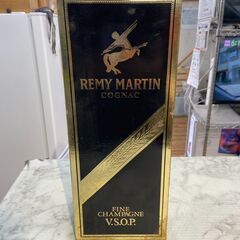 REMY MARTIN
COGNAC
FINE
CHAMPAGNE
V.S.O.P.